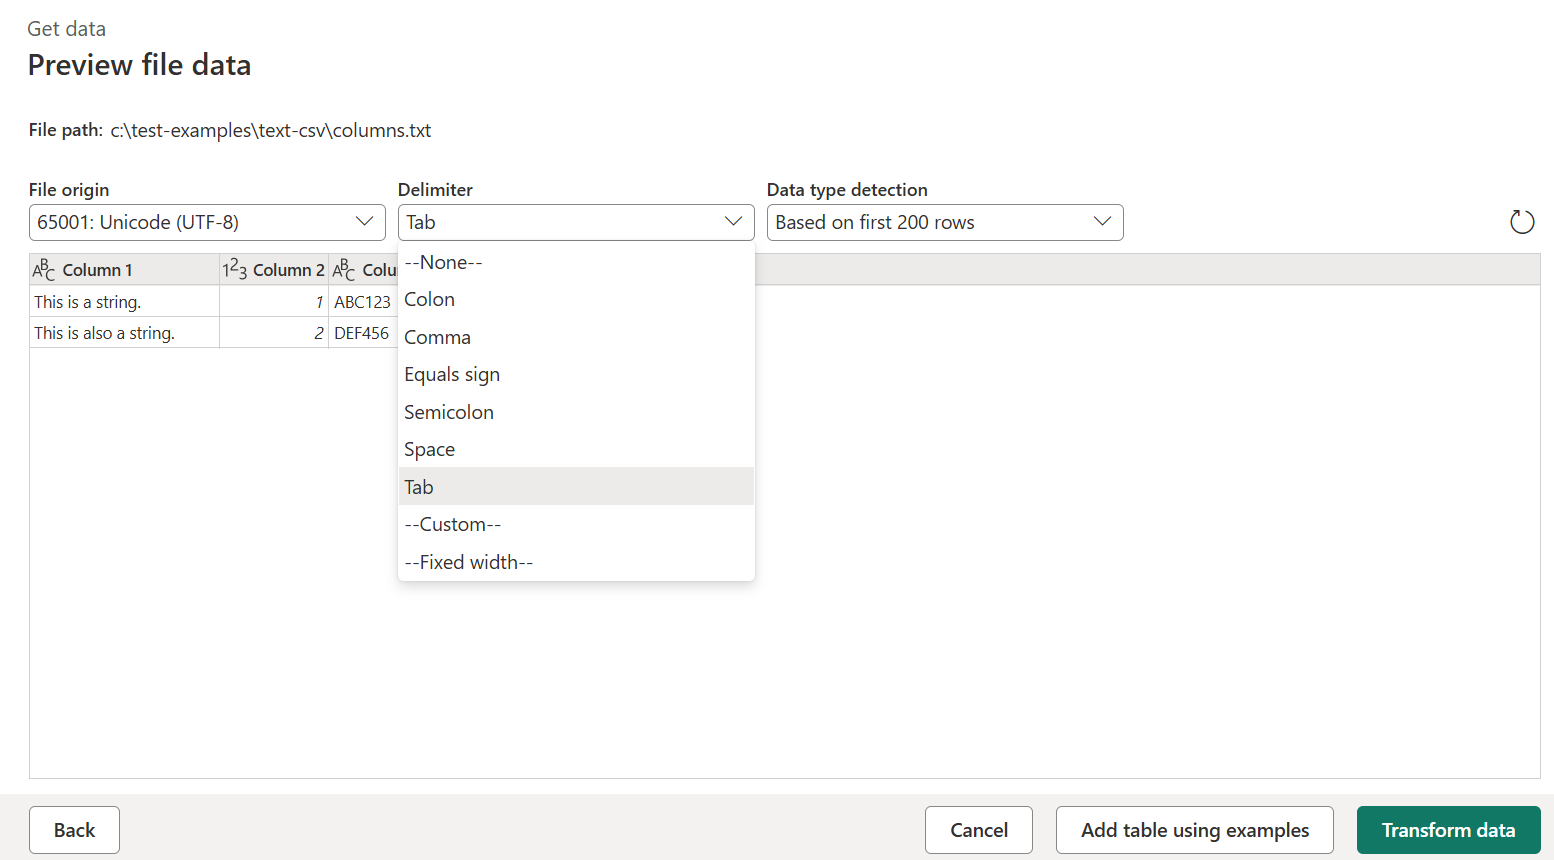 Get data
Preview file data
File path: c:\test-examples\text-csv\columns.txt
File origin Delimiter Data type detection
65001: Unicode (UTF-8) Tab Based on first 200 rows
ABC Column 1 123 Column 2 ABC Colu
This is a string. 1 ABC123
This is also a string. 2 DEF456
--None--
Colon
Comma
Equals sign
Semicolon
Space
Tab
--Custom--
--Fixed width--
Back Cancel Add table using examples Transform data